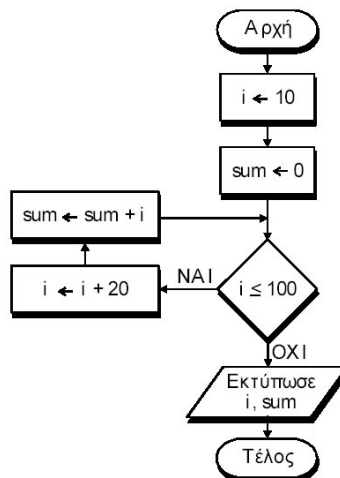 Αρχή
i ← 10
sum ← 0
sum ← sum + i
i ← i + 20
ΝΑΙ
i ≤ 100
ΟΧΙ
Εκτύπωσε
i, sum
Τέλος